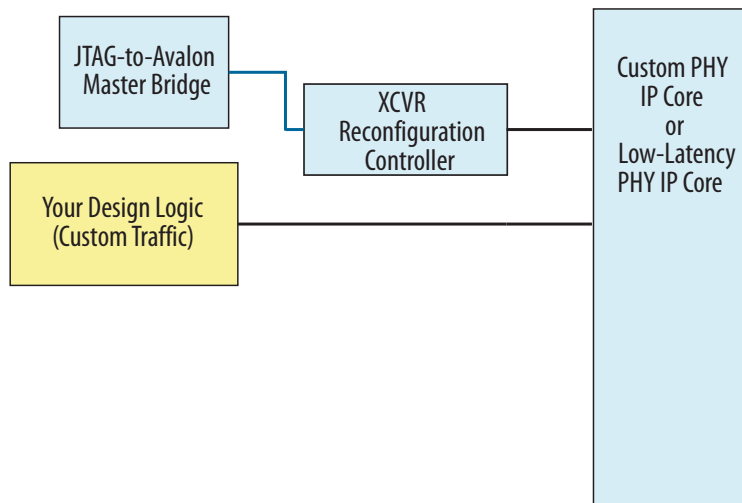 JTAG-to-Avalon
Master Bridge
XCVR
Reconfiguration
Controller
Your Design Logic
(Custom Traffic)
Custom PHY
IP Core
or
Low-Latency
PHY IP Core